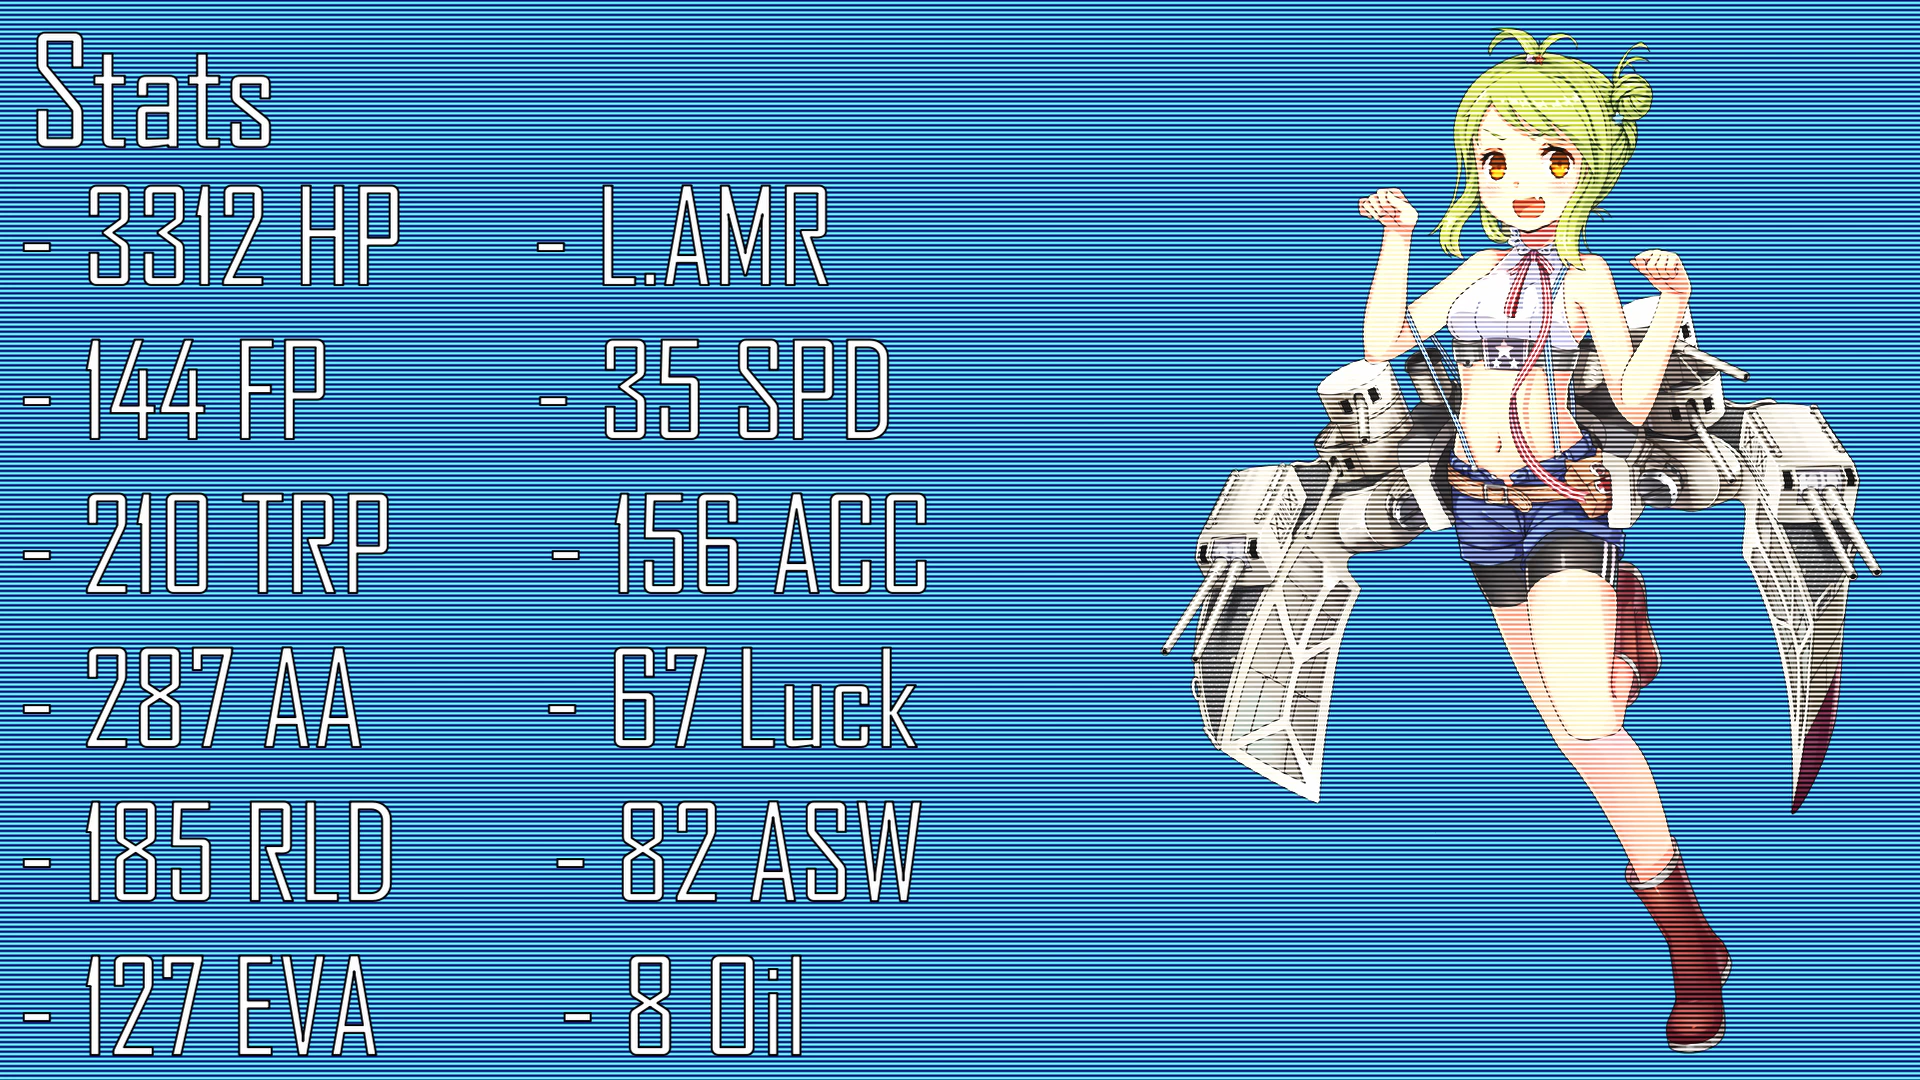 Stats
- 3312 HP
- 144 FP
- 210 TRP
- 287 AA
- 185 RLD
- 127 EVA
- L.AMR
- 35 SPD
- 156 ACC
- 67 Luck
- 82 ASW
- 8 Oil